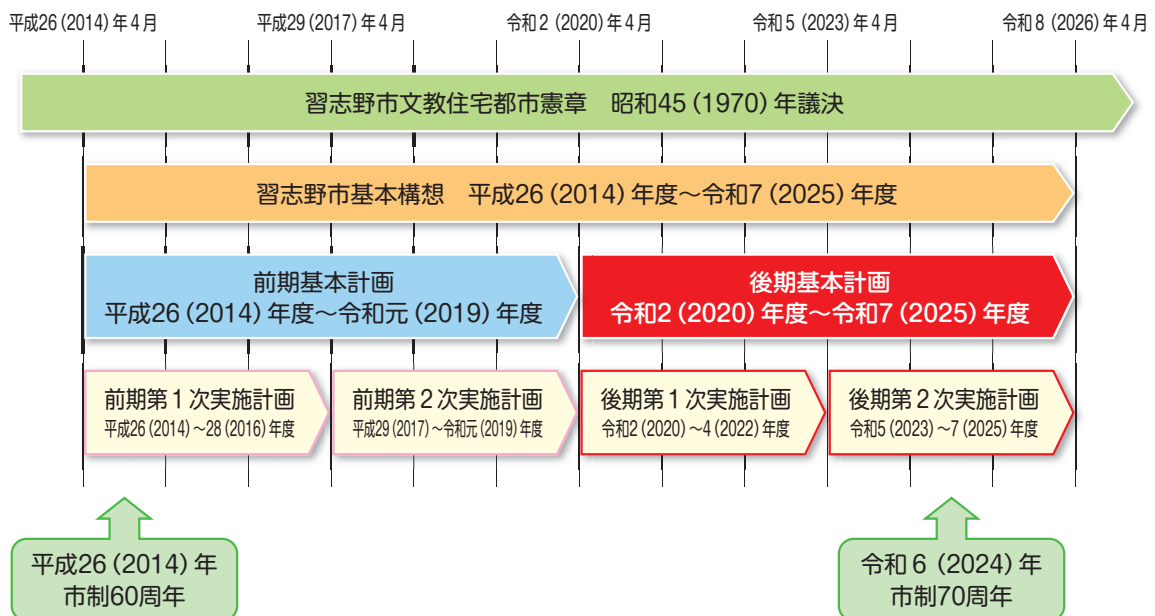 平成26(2014)年4月 平成29(2017)年4月 令和2(2020)年4月 令和5(2023)年4月 令和8(2026)年4月
習志野市文教住宅都市憲章 昭和45(1970)年議決
習志野市基本構想 平成26(2014)年度～令和7(2025)年度
前期基本計画
平成26(2014)年度～令和元(2019)年度
後期基本計画
令和2(2020)年度～令和7(2025)年度
前期第1次実施計画
平成26(2014)～28(2016)年度
前期第2次実施計画
平成29(2017)～令和元(2019)年度
後期第1次実施計画
令和2(2020)～4(2022)年度
後期第2次実施計画
令和5(2023)～7(2025)年度
平成26(2014)年
市制60周年
令和6(2024)年
市制70周年